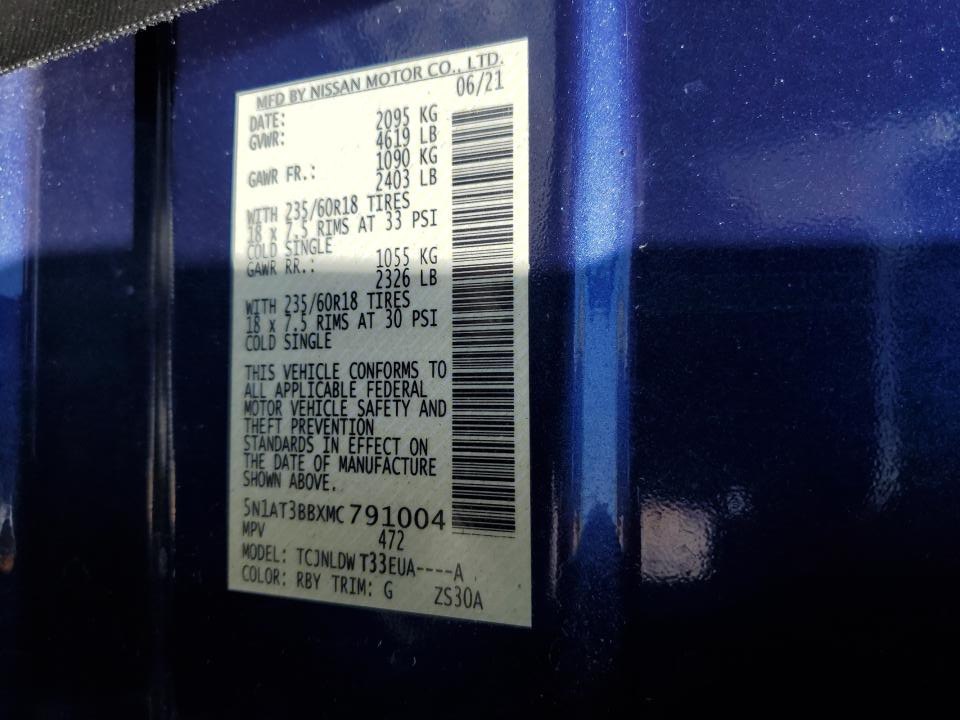 MFD BY NISSAN MOTOR CO., LTD.
DATE: 06/21
GVWR: 2095 KG
4619 LB
GAWR FR.: 1090 KG
2403 LB
WITH 235/60R18 TIRES
18 x 7.5 RIMS AT 33 PSI
COLD SINGLE
GAWR RR.: 1055 KG
2326 LB
WITH 235/60R18 TIRES
18 x 7.5 RIMS AT 30 PSI
COLD SINGLE
THIS VEHICLE CONFORMS TO
ALL APPLICABLE FEDERAL
MOTOR VEHICLE SAFETY AND
THEFT PREVENTION
STANDARDS IN EFFECT ON
THE DATE OF MANUFACTURE
SHOWN ABOVE.
5N1AT3BBXMC791004
MPV 472
MODEL: TCJNLDW T33EUA----A
COLOR: RBY TRIM: G ZS30A